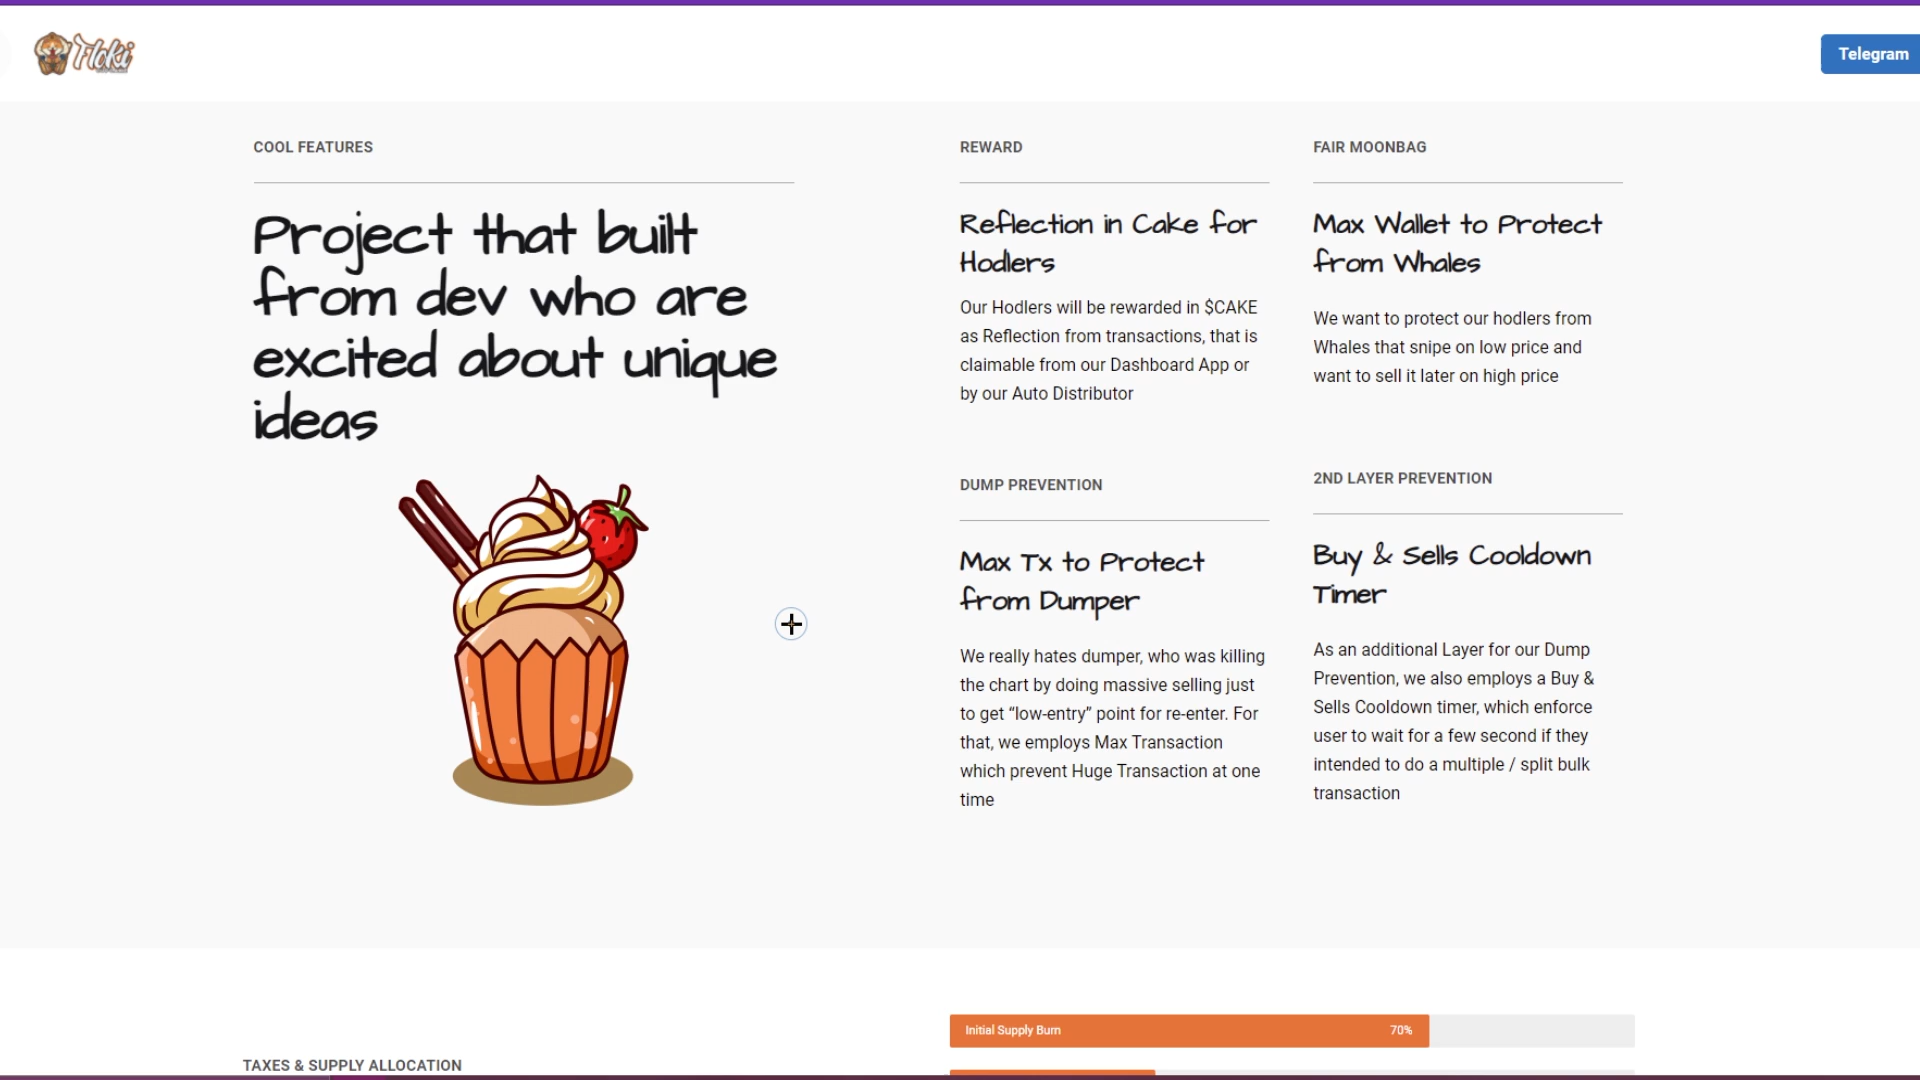 Floki
Telegram
COOL FEATURES
Project that built
from dev who are
excited about unique
ideas
REWARD
Reflection in Cake for
Hodlers
Our Hodlers will be rewarded in $CAKE
as Reflection from transactions, that is
claimable from our Dashboard App or
by our Auto Distributor
FAIR MOONBAG
Max Wallet to Protect
from Whales
We want to protect our hodlers from
Whales that snipe on low price and
want to sell it later on high price
DUMP PREVENTION
Max Tx to Protect
from Dumper
We really hates dumper, who was killing
the chart by doing massive selling just
to get “low-entry” point for re-enter. For
that, we employs Max Transaction
which prevent Huge Transaction at one
time
2ND LAYER PREVENTION
Buy & Sells Cooldown
Timer
As an additional Layer for our Dump
Prevention, we also employs a Buy &
Sells Cooldown timer, which enforce
user to wait for a few second if they
intended to do a multiple / split bulk
transaction
Initial Supply Burn 70%
TAXES & SUPPLY ALLOCATION